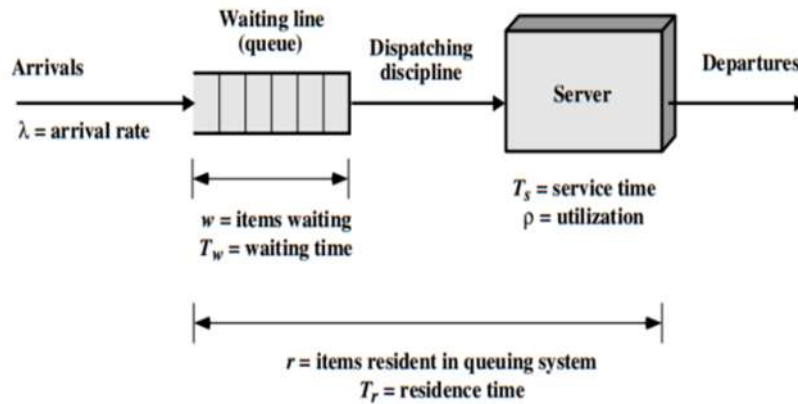 Waiting line
(queue)
Dispatching
discipline
Arrivals
Departures
Server
λ = arrival rate
w = items waiting
T_w = waiting time
T_s = service time
ρ = utilization
r = items resident in queuing system
T_r = residence time